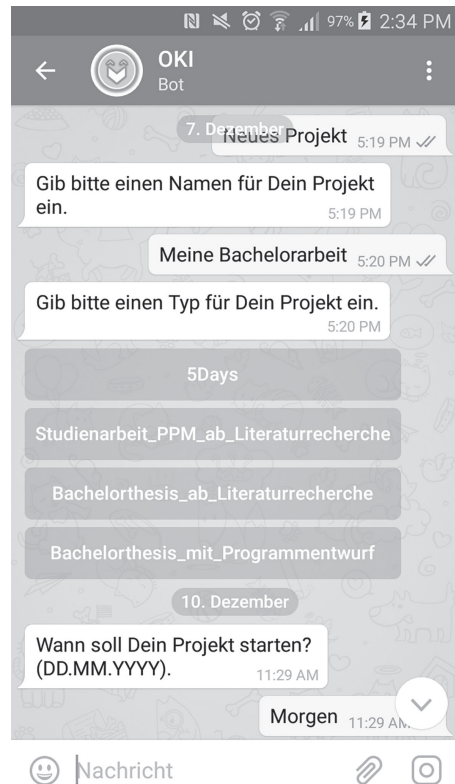 97% 2:34 PM
OKI
Bot
7. Dezember
Neues Projekt 5:19 PM
Gib bitte einen Namen für Dein Projekt
ein.
5:19 PM
Meine Bachelorarbeit 5:20 PM
Gib bitte einen Typ für Dein Projekt ein.
5:20 PM
5Days
Studienarbeit_PPM_ab_Literaturrecherche
Bachelorthesis_ab_Literaturrecherche
Bachelorthesis_mit_Programmentwurf
10. Dezember
Wann soll Dein Projekt starten?
(DD.MM.YYYY).
11:29 AM
Morgen 11:29 AM
Nachricht